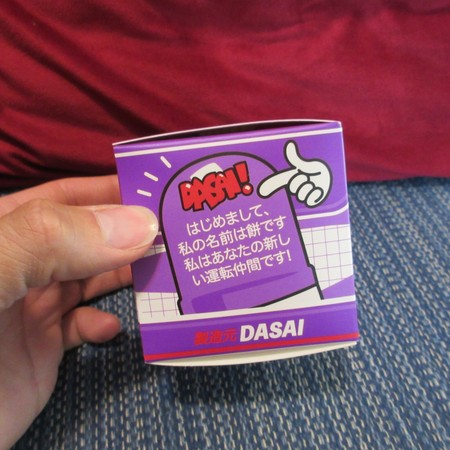 DASAI!
はじめまして、
私の名前は餅です
私はあなたの新し
い運転仲間です!
DASAI